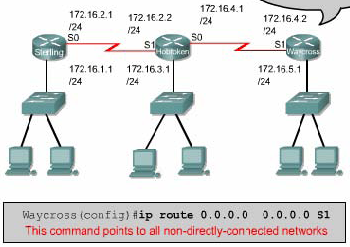 172.16.2.1
/24
172.16.2.2
/24
172.16.4.1
/24
172.16.4.2
/24
S0
S1
S0
S1
Sterling
Hoboken
Waycross
172.16.1.1
/24
172.16.3.1
/24
172.16.5.1
/24
Waycross(config)#ip route 0.0.0.0 0.0.0.0 S1
This command points to all non-directly-connected networks